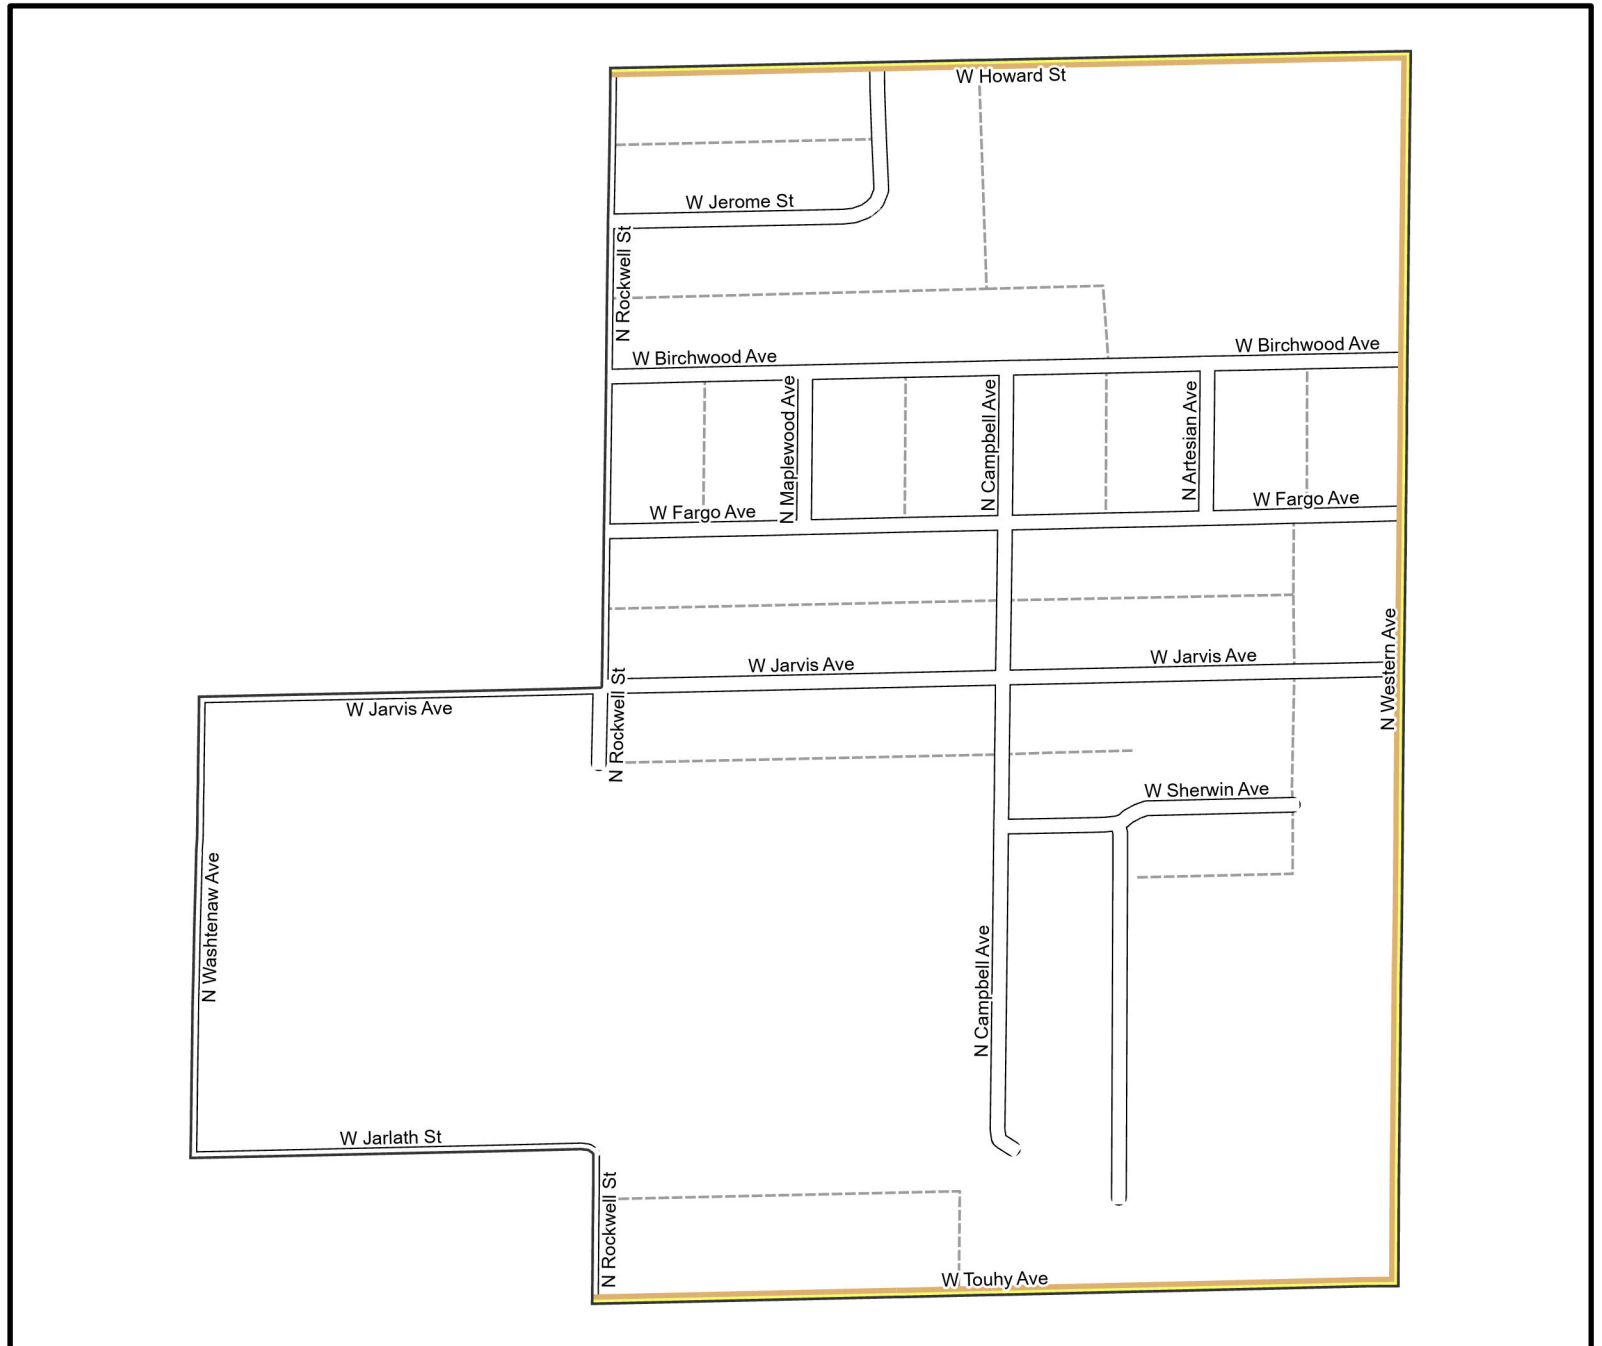 W Howard St
W Jerome St
N Rockwell St
W Birchwood Ave
W Birchwood Ave
N Maplewood Ave
N Campbell Ave
N Artesian Ave
W Fargo Ave
W Fargo Ave
W Jarvis Ave
W Jarvis Ave
N Western Ave
W Jarvis Ave
N Rockwell St
W Sherwin Ave
N Washtenaw Ave
N Campbell Ave
W Jarlath St
N Rockwell St
W Touhy Ave